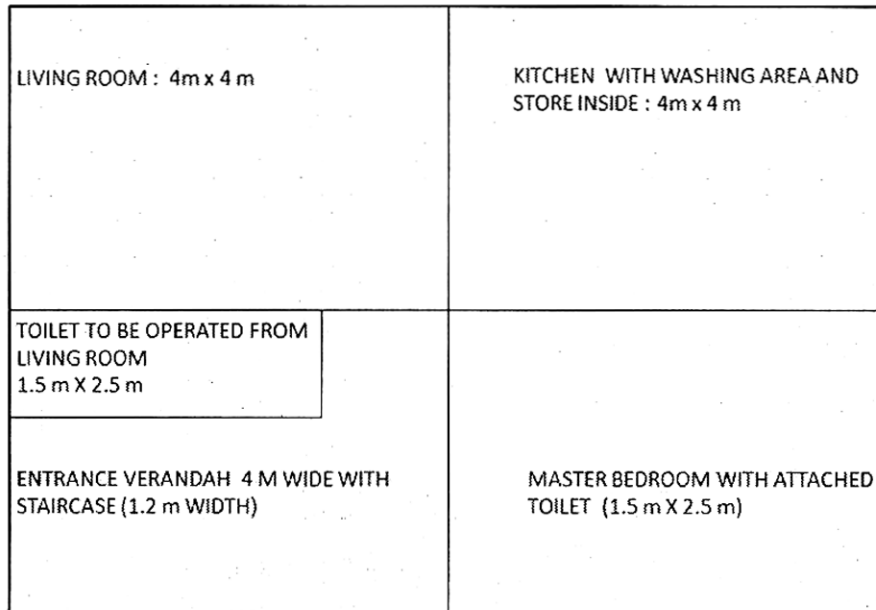 LIVING ROOM : 4m x 4 m
KITCHEN WITH WASHING AREA AND
STORE INSIDE : 4m x 4 m
TOILET TO BE OPERATED FROM
LIVING ROOM
1.5 m X 2.5 m
ENTRANCE VERANDAH 4 M WIDE WITH
STAIRCASE (1.2 m WIDTH)
MASTER BEDROOM WITH ATTACHED
TOILET (1.5 m X 2.5 m)